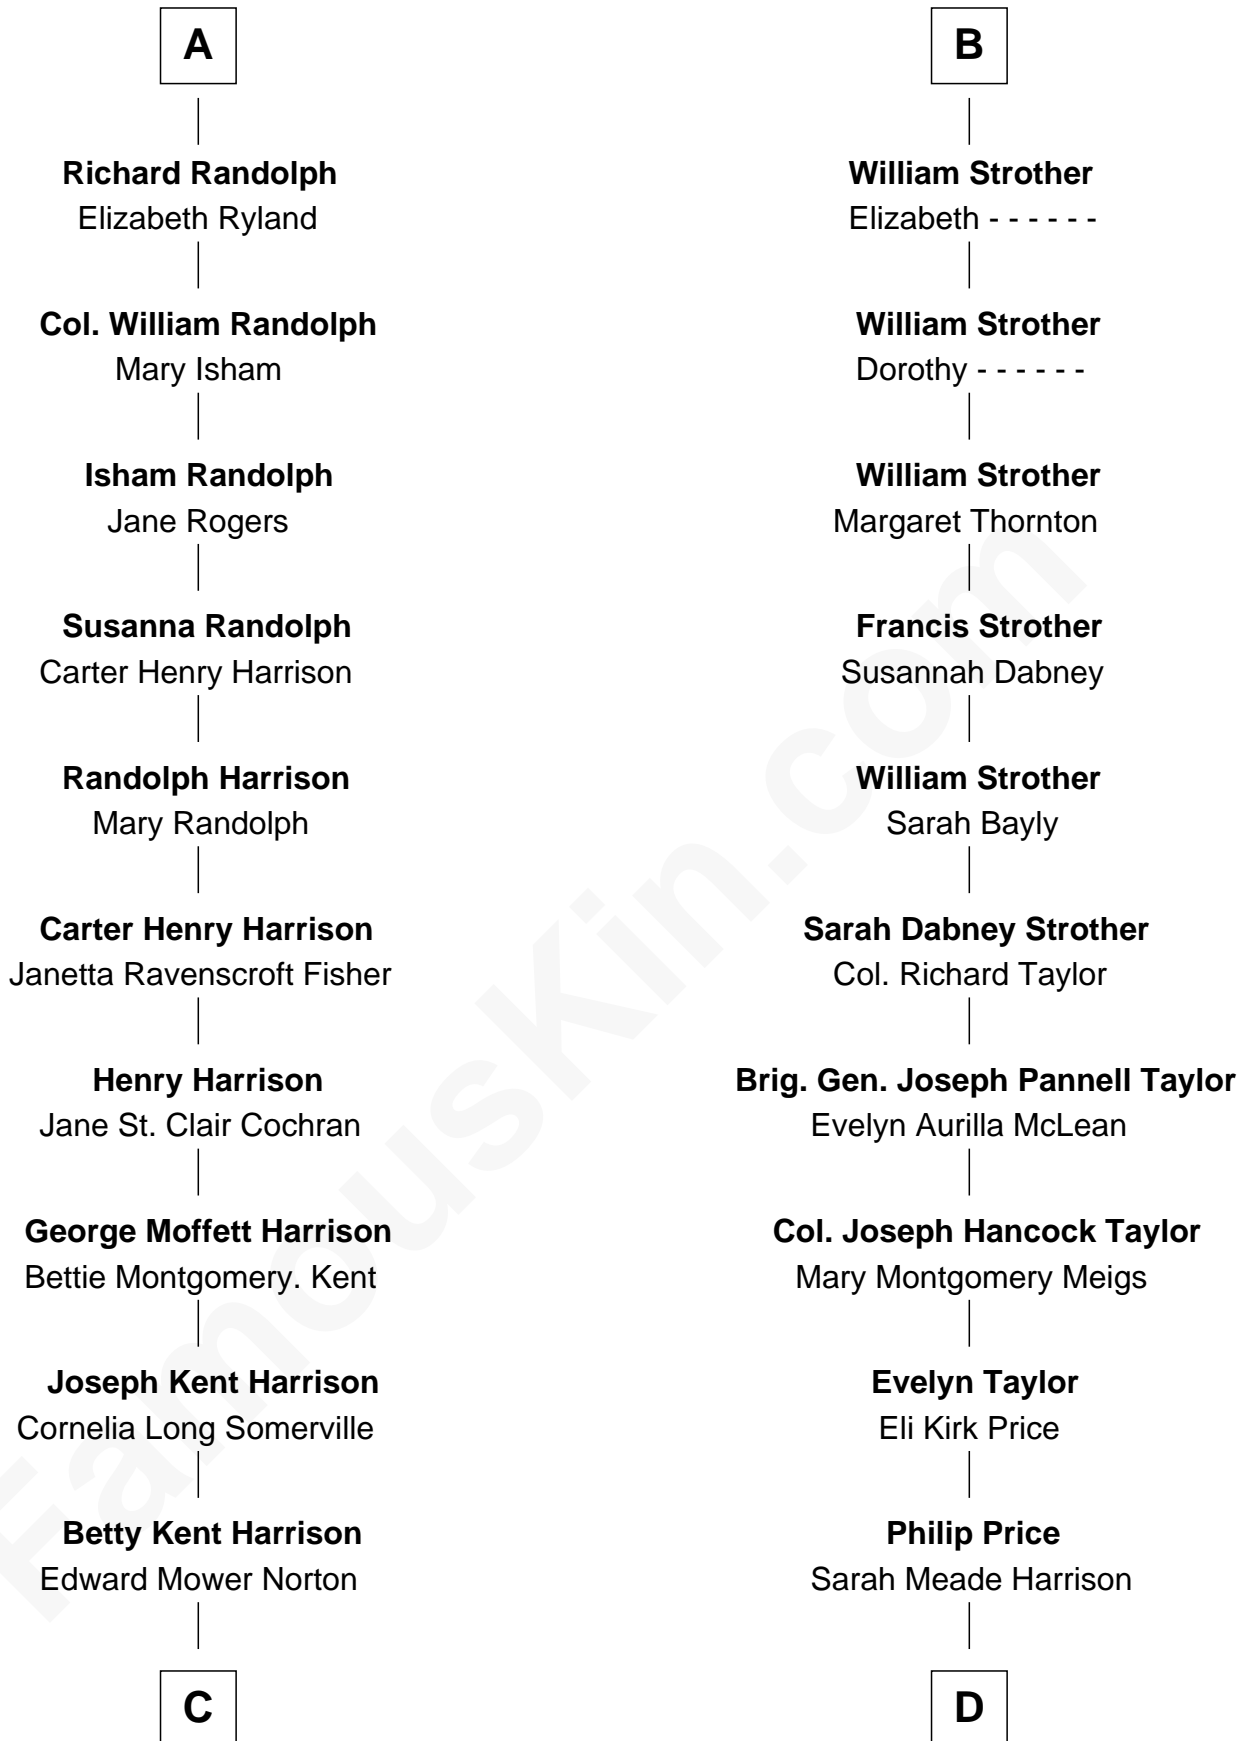 A
Richard Randolph
Elizabeth Ryland
Col. William Randolph
Mary Isham
Isham Randolph
Jane Rogers
Susanna Randolph
Carter Henry Harrison
Randolph Harrison
Mary Randolph
Carter Henry Harrison
Janetta Ravenscroft Fisher
Henry Harrison
Jane St. Clair Cochran
George Moffett Harrison
Bettie Montgomery. Kent
Joseph Kent Harrison
Cornelia Long Somerville
Betty Kent Harrison
Edward Mower Norton
C
B
William Strother
Elizabeth - - - - - -
William Strother
Dorothy - - - - - -
William Strother
Margaret Thornton
Francis Strother
Susannah Dabney
William Strother
Sarah Bayly
Sarah Dabney Strother
Col. Richard Taylor
Brig. Gen. Joseph Pannell Taylor
Evelyn Aurilla McLean
Col. Joseph Hancock Taylor
Mary Montgomery Meigs
Evelyn Taylor
Eli Kirk Price
Philip Price
Sarah Meade Harrison
D
FamousKin.com